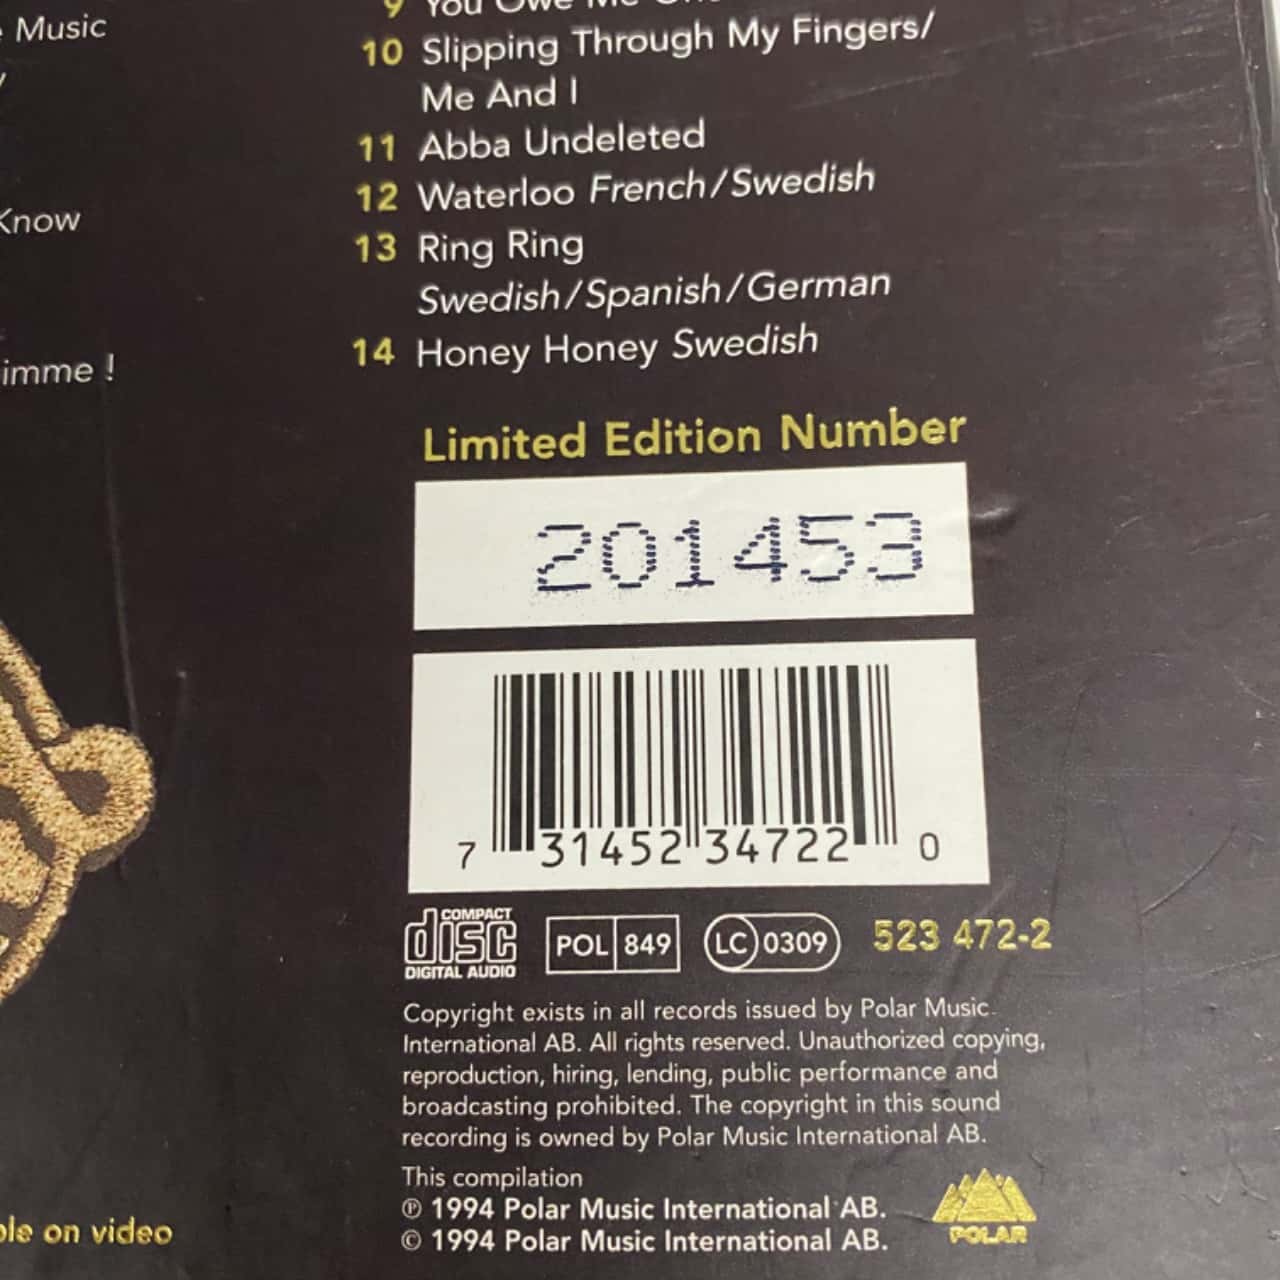 Music
Know
imme !
on video
9 You Owe Me
10 Slipping Through My Fingers/
Me And I
11 Abba Undeleted
12 Waterloo French/Swedish
13 Ring Ring
Swedish/Spanish/German
14 Honey Honey Swedish
Limited Edition Number
201453
7 31452 34722 0
COMPACT
disc
DIGITAL AUDIO
POL 849
LC 0309
523 472-2
Copyright exists in all records issued by Polar Music
International AB. All rights reserved. Unauthorized copying,
reproduction, hiring, lending, public performance and
broadcasting prohibited. The copyright in this sound
recording is owned by Polar Music International AB.
This compilation
℗ 1994 Polar Music International AB.
© 1994 Polar Music International AB.
POLAR